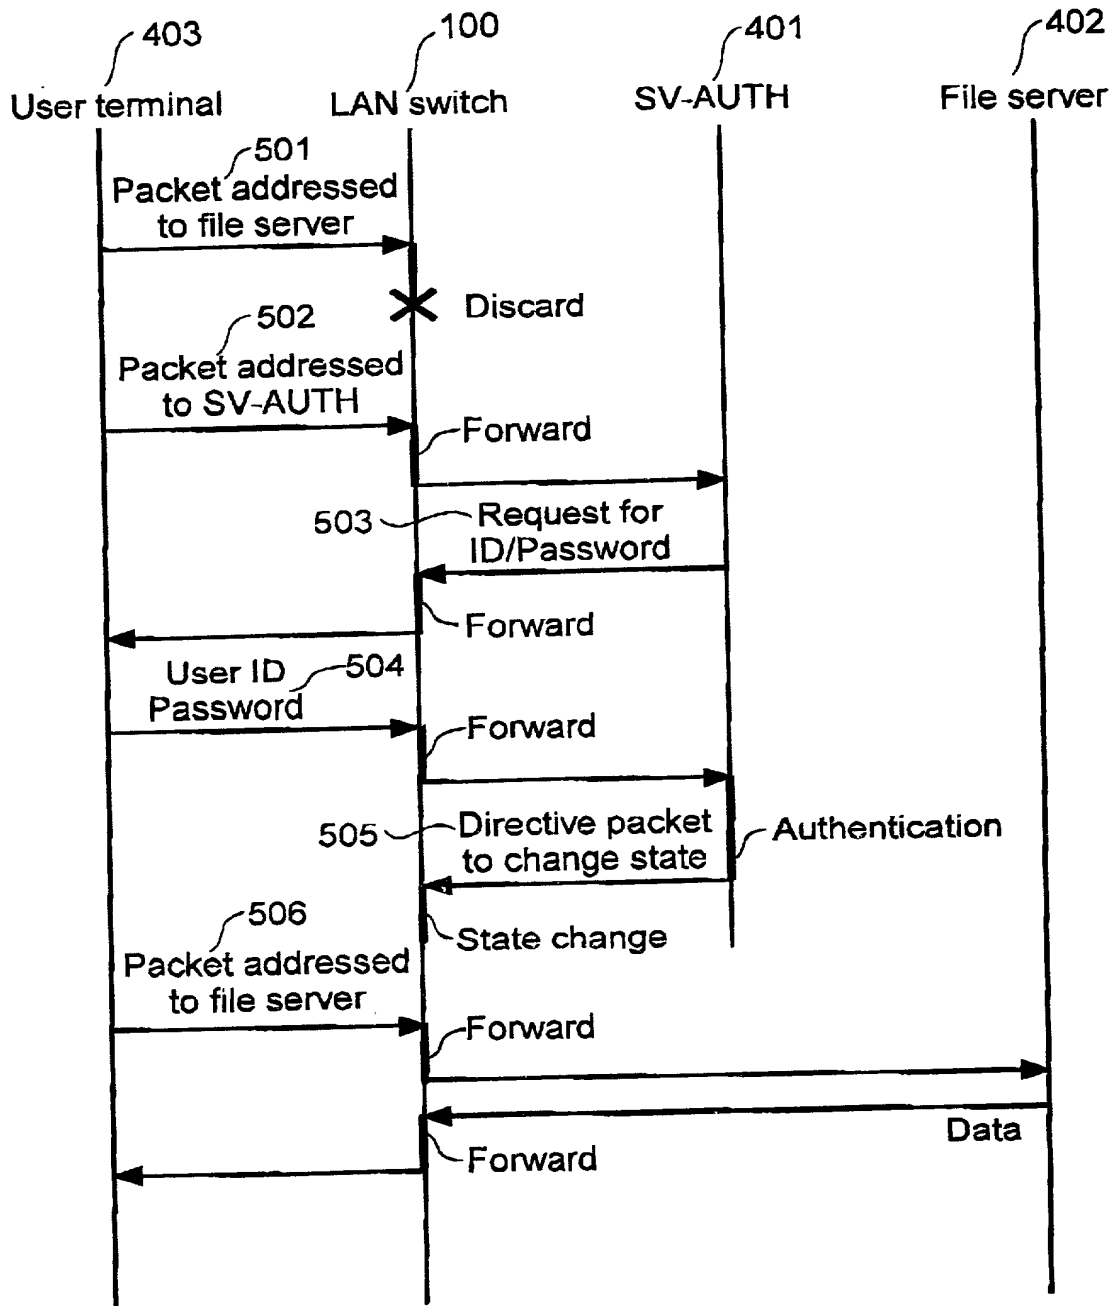 403
100
401
402
User terminal
LAN switch
SV-AUTH
File server
501
Packet addressed
to file server
Discard
502
Packet addressed
to SV-AUTH
Forward
503
Request for
ID/Password
Forward
User ID
Password
504
Forward
505
Directive packet
to change state
Authentication
506
State change
Packet addressed
to file server
Forward
Data
Forward